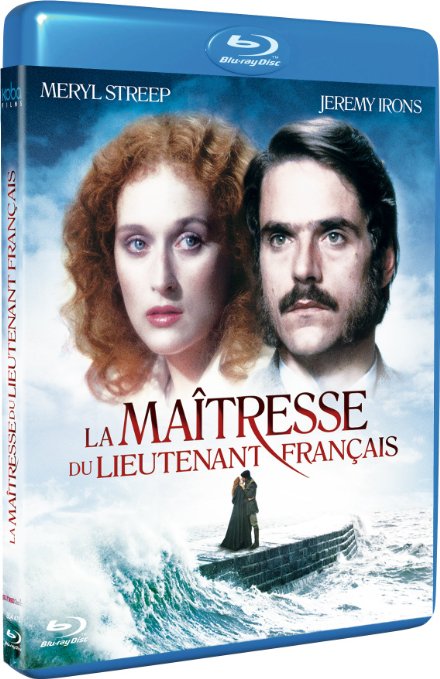 Blu-ray Disc
MERYL STREEP
JEREMY IRONS
LA MAÎTRESSE
DU LIEUTENANT FRANÇAIS
FILMS
LA MAÎTRESSE DU LIEUTENANT FRANÇAIS
Blu-ray Disc